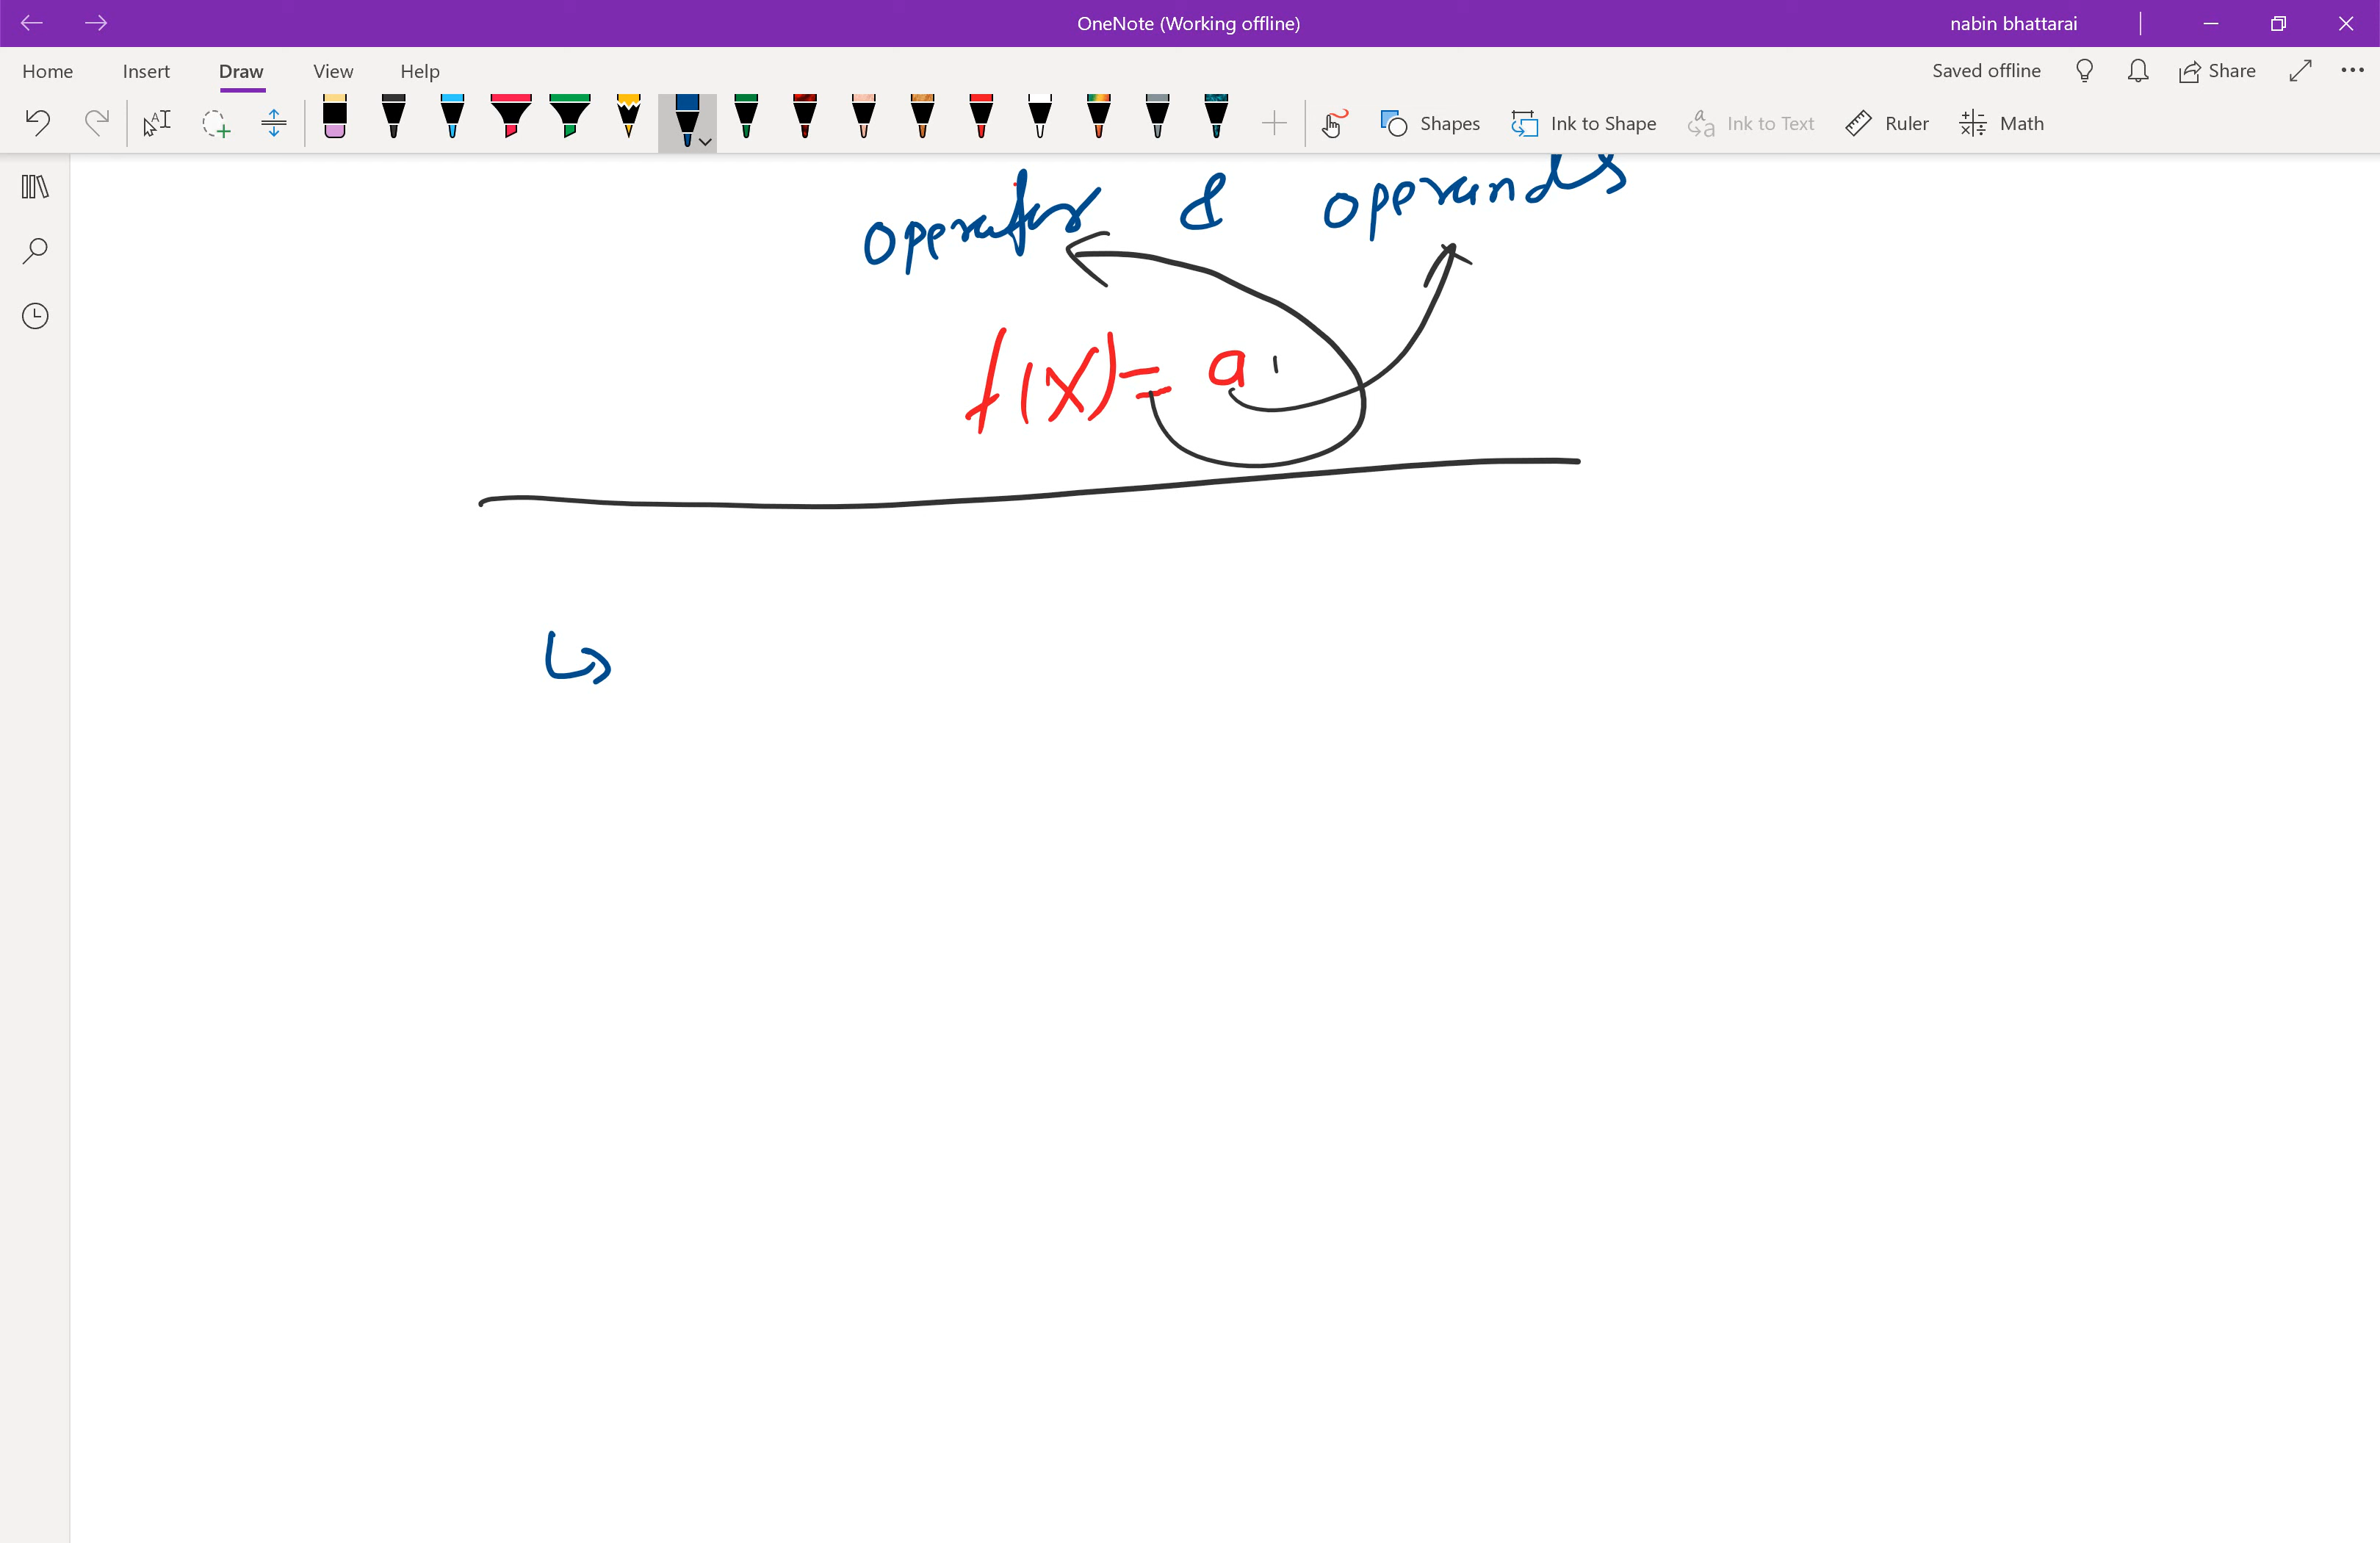 OneNote (Working offline)
nabin bhattarai
Home Insert Draw View Help
Saved offline
Share
Shapes Ink to Shape Ink to Text Ruler Math
operator & operands
f(x)= a